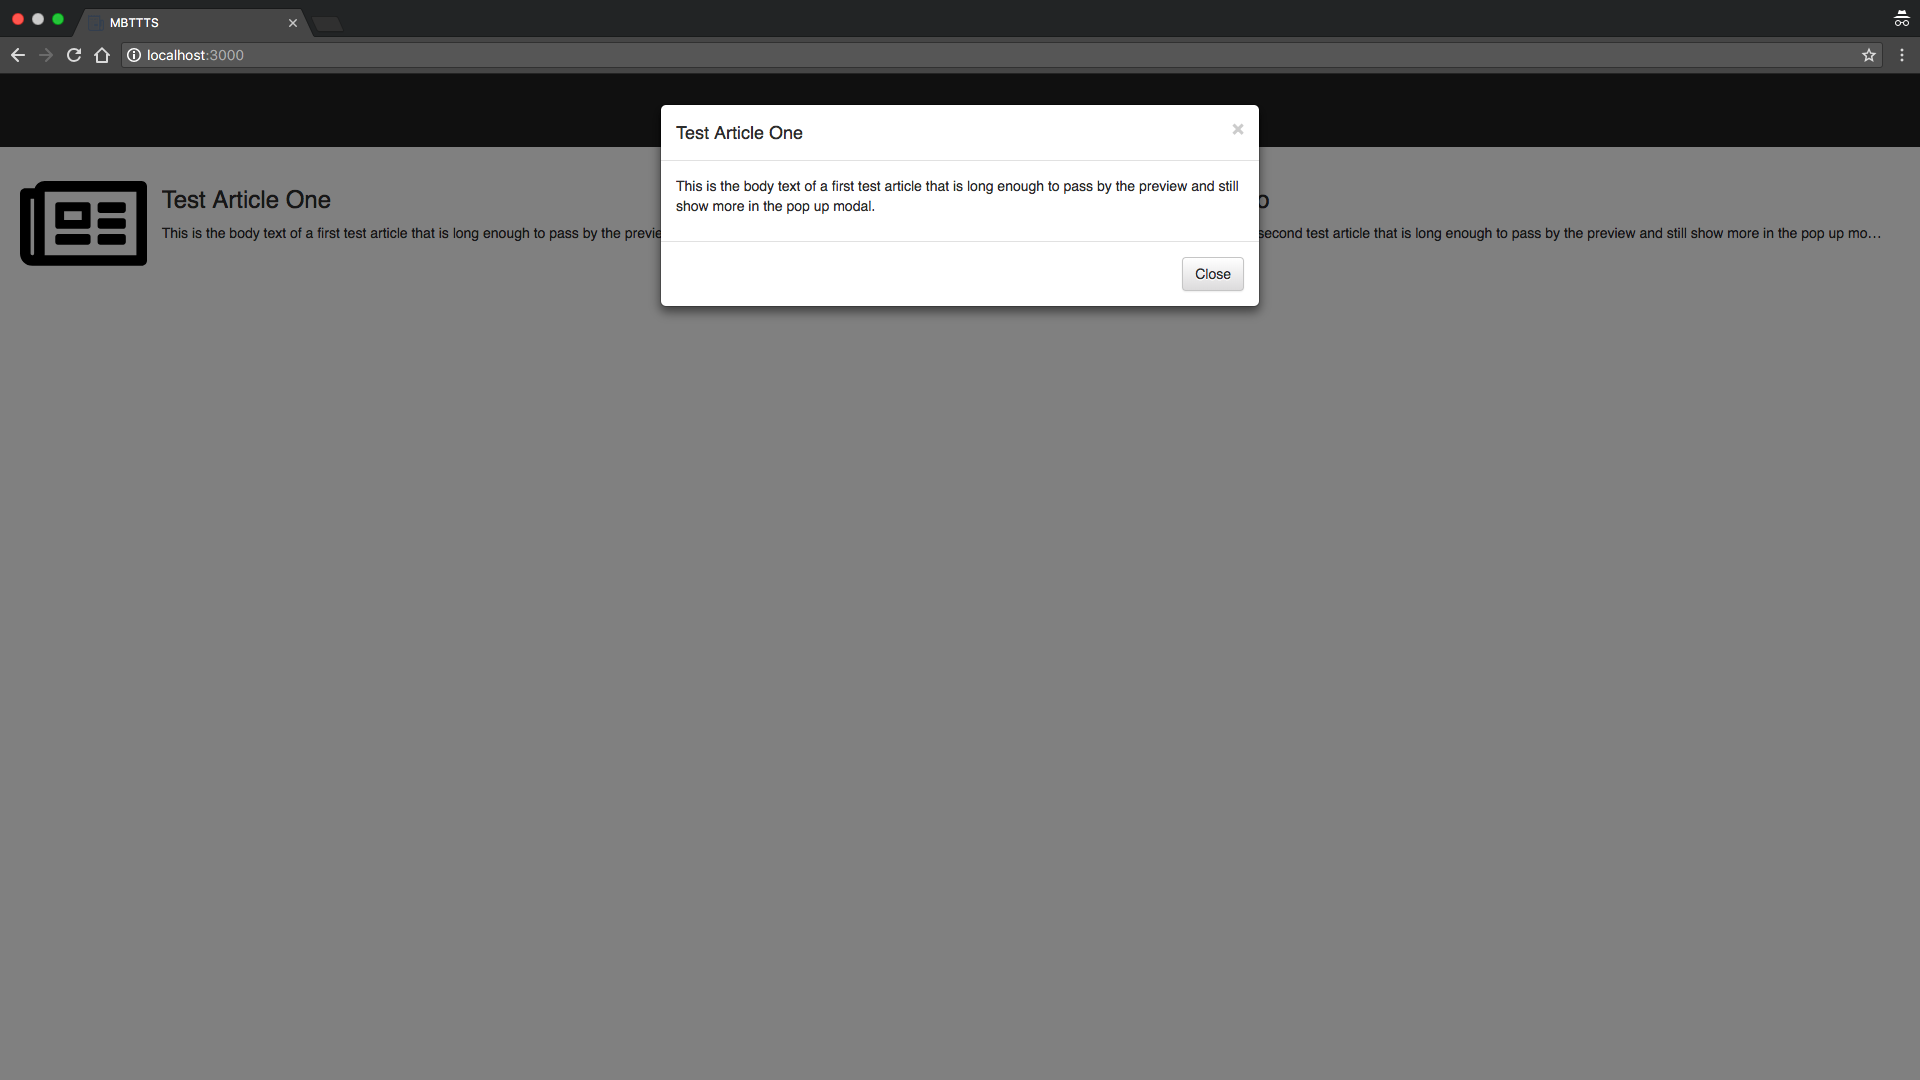 MBTTTS
localhost:3000
Test Article One
This is the body text of a first test article that is long enough to pass by the preview and still
show more in the pop up modal.
Close
Test Article One
This is the body text of a first test article that is long enough to pass by the
second test article that is long enough to pass by the preview and still show more in the pop up mo...